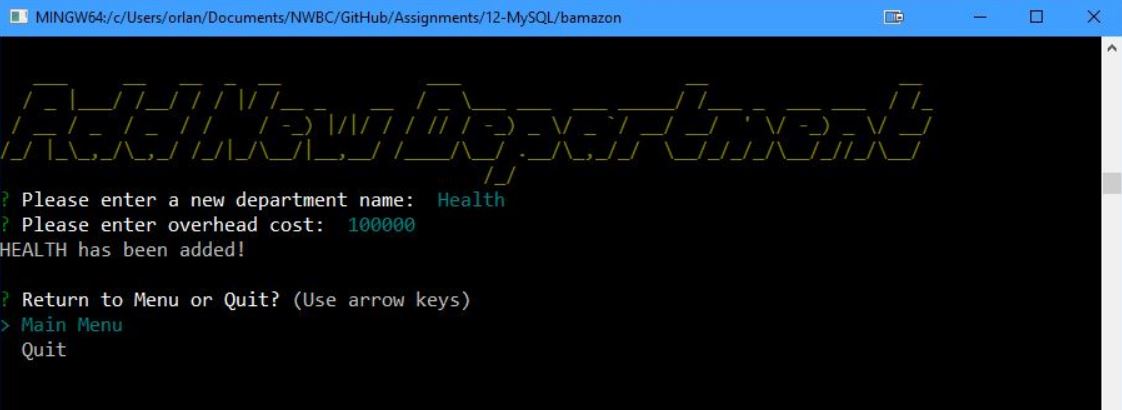 MINGW64:/c/Users/orlan/Documents/NWBC/GitHub/Assignments/12-MySQL/bamazon
Add New Department
? Please enter a new department name:  Health
? Please enter overhead cost:  100000
HEALTH has been added!
? Return to Menu or Quit? (Use arrow keys)
> Main Menu
Quit